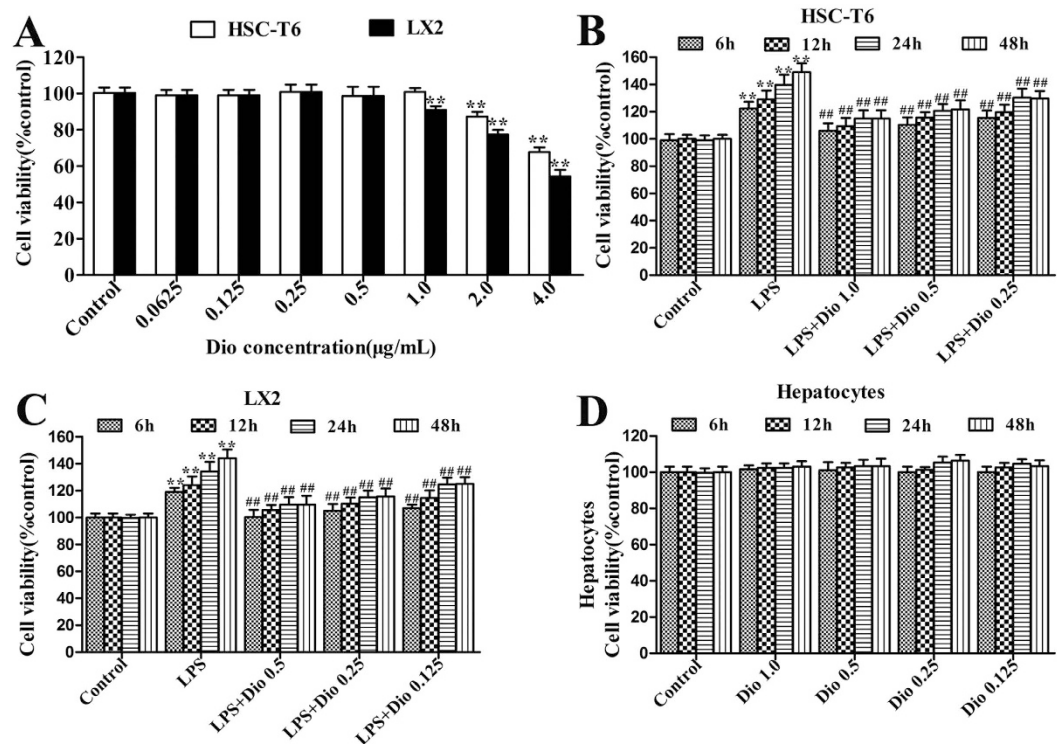 A
HSC-T6 LX2
Cell viability(%control)
120
100
80
60
40
20
0
** ** ** ** **
Control 0.0625 0.125 0.25 0.5 1.0 2.0 4.0
Dio concentration(μg/mL)
B
HSC-T6
6h 12h 24h 48h
Cell viability(%control)
160
140
120
100
80
60
40
20
0
** ** ** **
## ## ## ##
## ## ## ##
## ## ## ##
Control LPS LPS+Dio 1.0 LPS+Dio 0.5 LPS+Dio 0.25
C
LX2
6h 12h 24h 48h
Cell viability(%control)
160
140
120
100
80
60
40
20
0
** ** ** **
## ## ## ##
## ## ## ##
## ## ## ##
Control LPS LPS+Dio 0.5 LPS+Dio 0.25 LPS+Dio 0.125
D
Hepatocytes
6h 12h 24h 48h
Hepatocytes
Cell viability(%control)
120
100
80
60
40
20
0
Control Dio 1.0 Dio 0.5 Dio 0.25 Dio 0.125